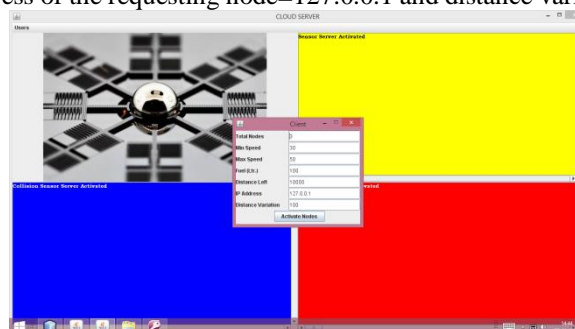 ess of the requesting node=127.0.0.1 and distance vari
CLOUD SERVER
Users
Sensor Server Activated
Client
Total Nodes
Min Speed 30
Max Speed 50
Fuel (Ltr.) 100
Distance Left 10000
IP Address 127.0.0.1
Distance Variation 100
Activate Nodes
Collision Sensor Server Activated
vated